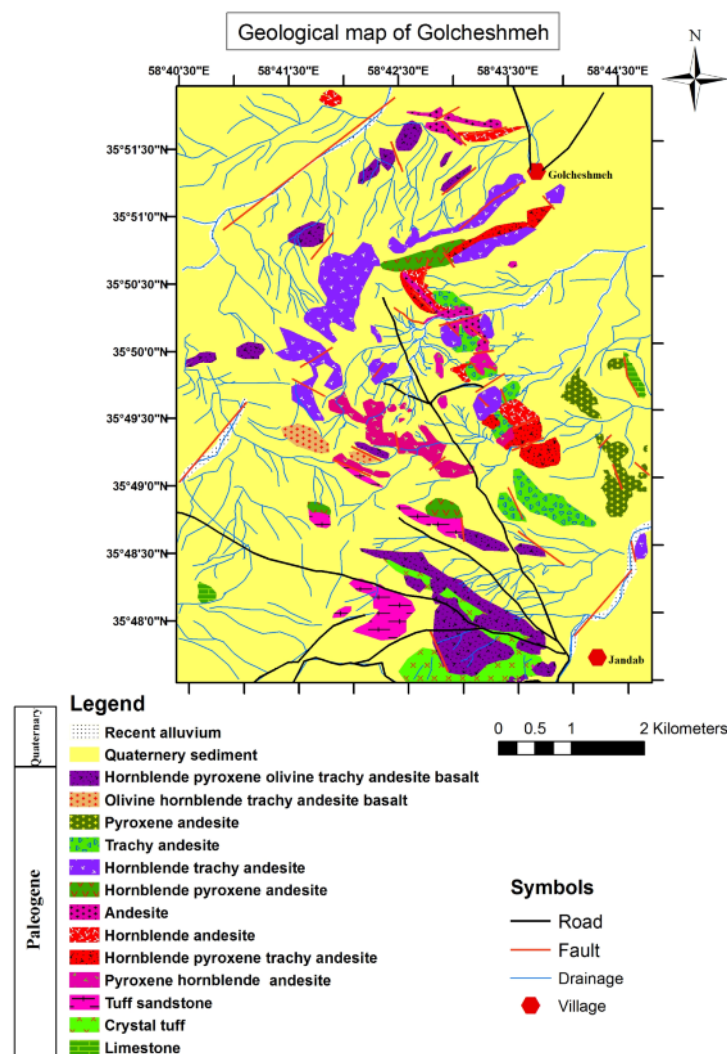 Geological map of Golcheshmeh
N
58°40'30"E 58°41'30"E 58°42'30"E 58°43'30"E 58°44'30"E
35°51'30"N
Golcheshmeh
35°51'0"N
35°50'30"N
35°50'0"N
35°49'30"N
35°49'0"N
35°48'30"N
35°48'0"N
Jandab
Legend
Quaternary
Recent alluvium
Quaternery sediment
0 0.5 1 2 Kilometers
Paleogene
Hornblende pyroxene olivine trachy andesite basalt
Olivine hornblende trachy andesite basalt
Pyroxene andesite
Trachy andesite
Hornblende trachy andesite
Hornblende pyroxene andesite
Andesite
Hornblende andesite
Hornblende pyroxene trachy andesite
Pyroxene hornblende andesite
Tuff sandstone
Crystal tuff
Limestone
Symbols
Road
Fault
Drainage
Village